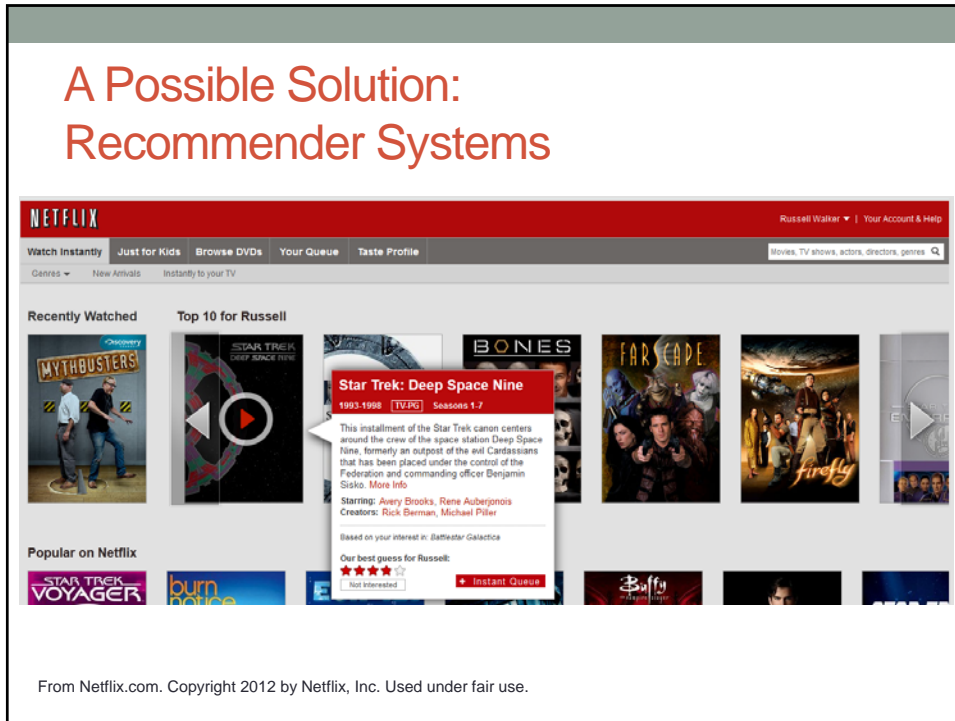 A Possible Solution:
Recommender Systems
NETFLIX
Russell Walker | Your Account & Help
Watch Instantly Just for Kids Browse DVDs Your Queue Taste Profile
Movies, TV shows, actors, directors, genres
Genres New Arrivals Instantly to your TV
Recently Watched Top 10 for Russell
Discovery
MYTHBUSTERS
STAR TREK
DEEP SPACE NINE
BONES
FARSCAPE
firefly
Star Trek: Deep Space Nine
1993-1998 TV-PG Seasons 1-7
This installment of the Star Trek canon centers
around the crew of the space station Deep Space
Nine, formerly an outpost of the evil Cardassians
that has been placed under the control of the
Federation and commanding officer Benjamin
Sisko. More Info
Starring: Avery Brooks, Rene Auberjonois
Creators: Rick Berman, Michael Piller
Based on your interest in: Battlestar Galactica
Our best guess for Russell:
Not Interested + Instant Queue
Popular on Netflix
STAR TREK
VOYAGER
burn
notice
Buffy
From Netflix.com. Copyright 2012 by Netflix, Inc. Used under fair use.